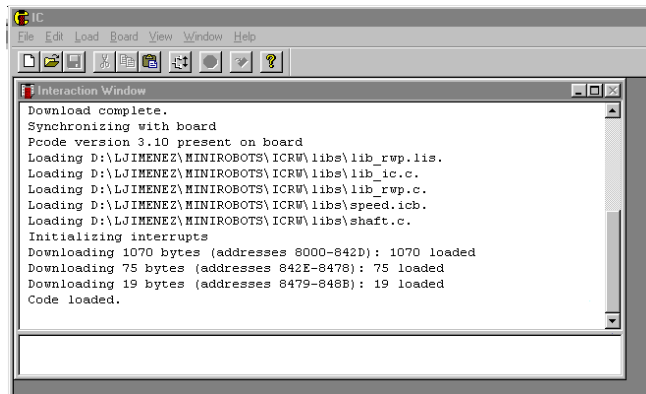 IC
File Edit Load Board View Window Help
Interaction Window
Download complete.
Synchronizing with board
Pcode version 3.10 present on board
Loading D:\LJIMENEZ\MINIROBOTS\ICRW\libs\lib_rwp.lis.
Loading D:\LJIMENEZ\MINIROBOTS\ICRW\libs\lib_ic.c.
Loading D:\LJIMENEZ\MINIROBOTS\ICRW\libs\lib_rwp.c.
Loading D:\LJIMENEZ\MINIROBOTS\ICRW\libs\speed.icb.
Loading D:\LJIMENEZ\MINIROBOTS\ICRW\libs\shaft.c.
Initializing interrupts
Downloading 1070 bytes (addresses 8000-842D): 1070 loaded
Downloading 75 bytes (addresses 842E-8478): 75 loaded
Downloading 19 bytes (addresses 8479-848B): 19 loaded
Code loaded.